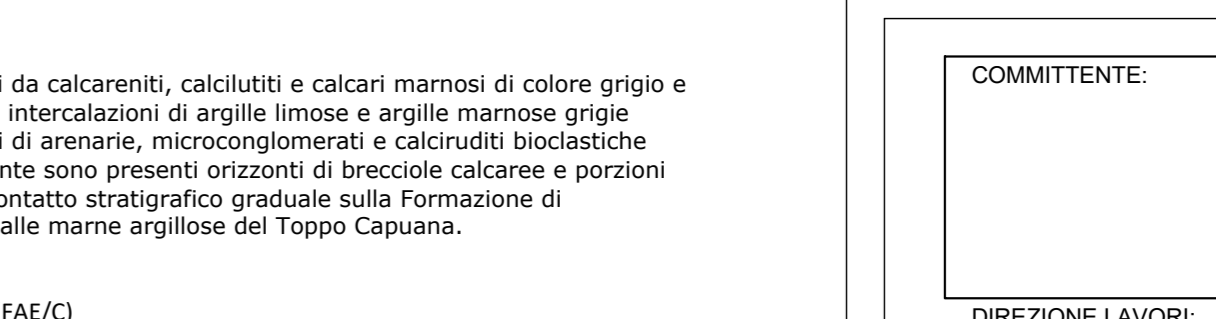 i da calcareniti, calcilutiti e calcari marnosi di colore grigio e
intercalazioni di argille limose e argille marnose grigie
i di arenarie, microconglomerati e calciruditi bioclastiche
nte sono presenti orizzonti di brecciole calcaree e porzioni
ontatto stratigrafico graduale sulla Formazione di
alle marne argillose del Toppo Capuana.
FAE/C)
COMMITTENTE:
DIREZIONE LAVORI: